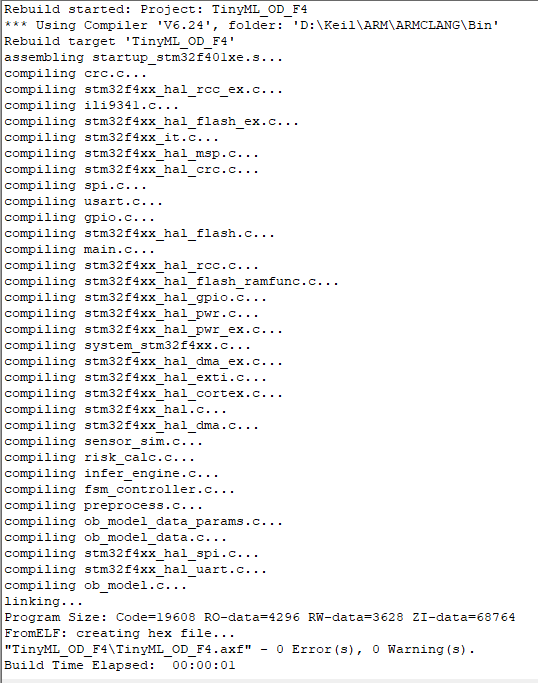 Rebuild started: Project: TinyML_OD_F4
*** Using Compiler 'V6.24', folder: 'D:\Keil\ARM\ARMCLANG\Bin'
Rebuild target 'TinyML_OD_F4'
assembling startup_stm32f401xe.s...
compiling crc.c...
compiling stm32f4xx_hal_rcc_ex.c...
compiling ili9341.c...
compiling stm32f4xx_hal_flash_ex.c...
compiling stm32f4xx_it.c...
compiling stm32f4xx_hal_msp.c...
compiling stm32f4xx_hal_crc.c...
compiling spi.c...
compiling usart.c...
compiling gpio.c...
compiling stm32f4xx_hal_flash.c...
compiling main.c...
compiling stm32f4xx_hal_rcc.c...
compiling stm32f4xx_hal_flash_ramfunc.c...
compiling stm32f4xx_hal_gpio.c...
compiling stm32f4xx_hal_pwr.c...
compiling stm32f4xx_hal_pwr_ex.c...
compiling system_stm32f4xx.c...
compiling stm32f4xx_hal_dma_ex.c...
compiling stm32f4xx_hal_exti.c...
compiling stm32f4xx_hal_cortex.c...
compiling stm32f4xx_hal.c...
compiling stm32f4xx_hal_dma.c...
compiling sensor_sim.c...
compiling risk_calc.c...
compiling infer_engine.c...
compiling fsm_controller.c...
compiling preprocess.c...
compiling ob_model_data_params.c...
compiling ob_model_data.c...
compiling stm32f4xx_hal_spi.c...
compiling stm32f4xx_hal_uart.c...
compiling ob_model.c...
linking...
Program Size: Code=19608 RO-data=4296 RW-data=3628 ZI-data=68764
FromELF: creating hex file...
"TinyML_OD_F4\TinyML_OD_F4.axf" - 0 Error(s), 0 Warning(s).
Build Time Elapsed:  00:00:01